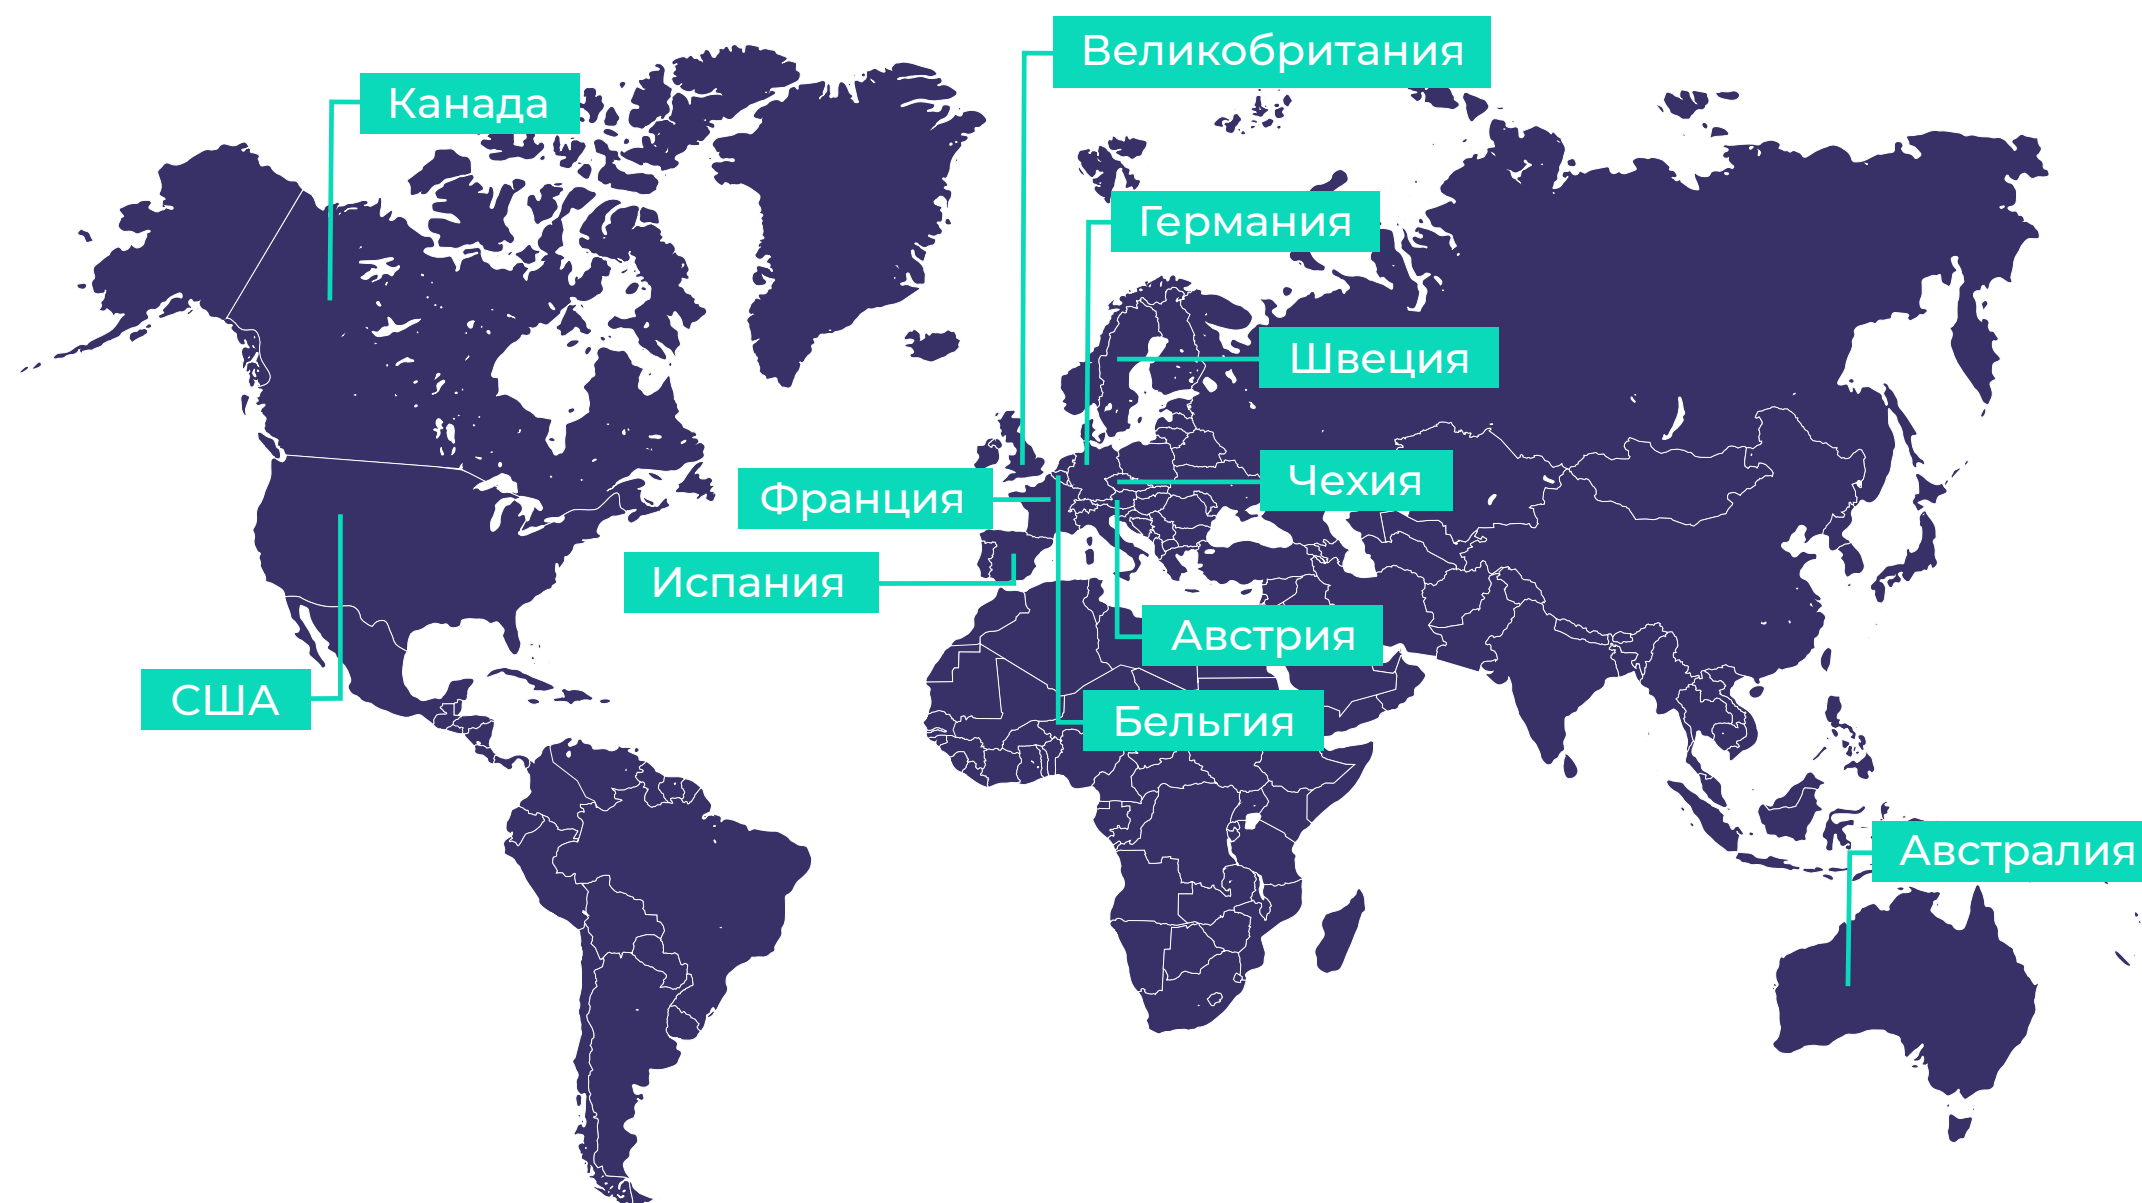 Великобритания
Канада
Германия
Швеция
Чехия
Франция
Испания
Австрия
США
Бельгия
Австралия